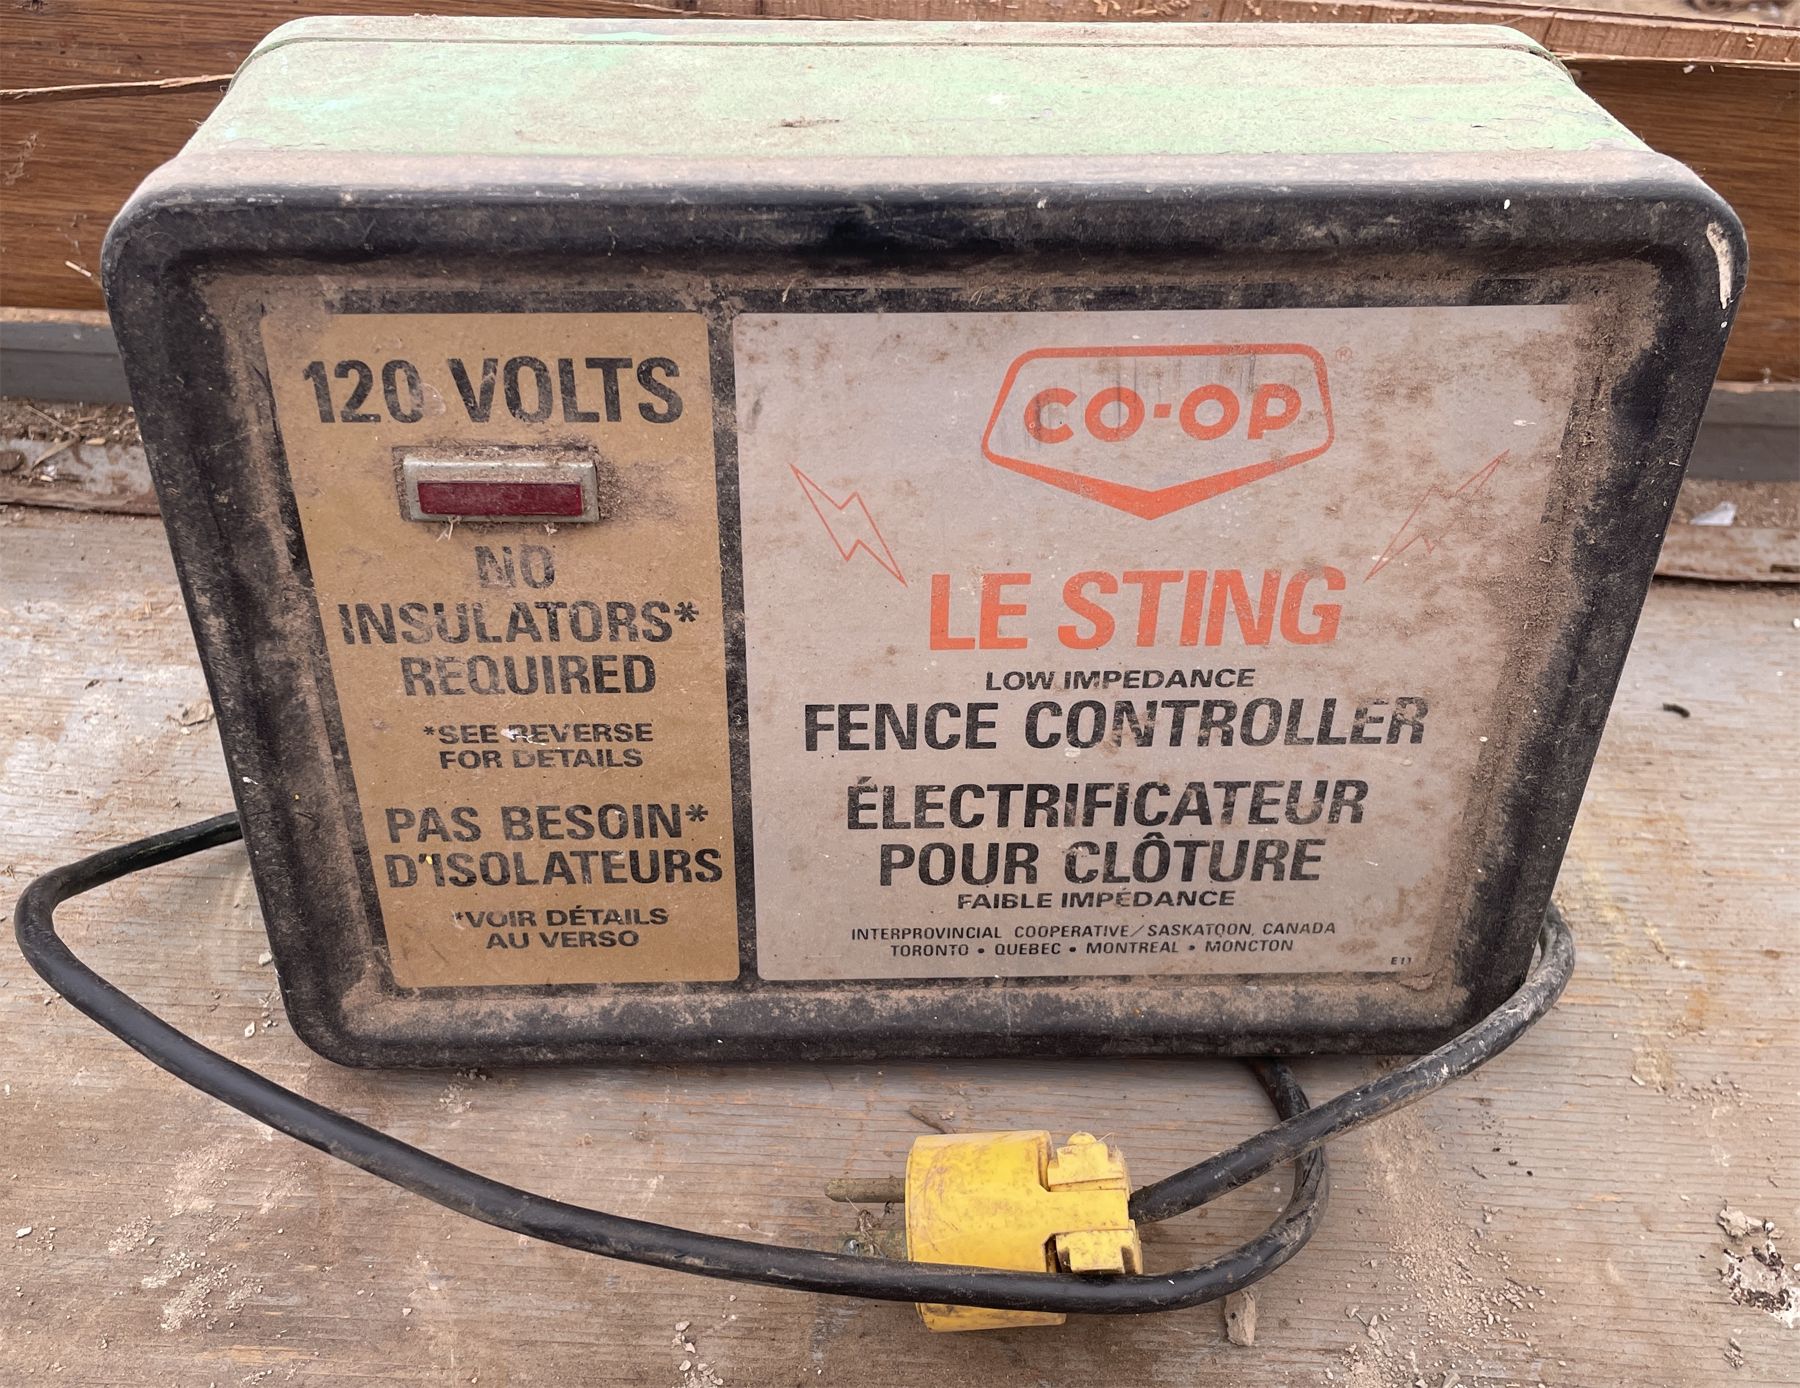 120 VOLTS
NO
INSULATORS*
REQUIRED
*SEE REVERSE
FOR DETAILS
PAS BESOIN*
D'ISOLATEURS
*VOIR DÉTAILS
AU VERSO
CO-OP®
LE STING
LOW IMPEDANCE
FENCE CONTROLLER
ÉLECTRIFICATEUR
POUR CLÔTURE
FAIBLE IMPÉDANCE
INTERPROVINCIAL COOPERATIVE/SASKATOON, CANADA
TORONTO • QUEBEC • MONTREAL • MONCTON
E11